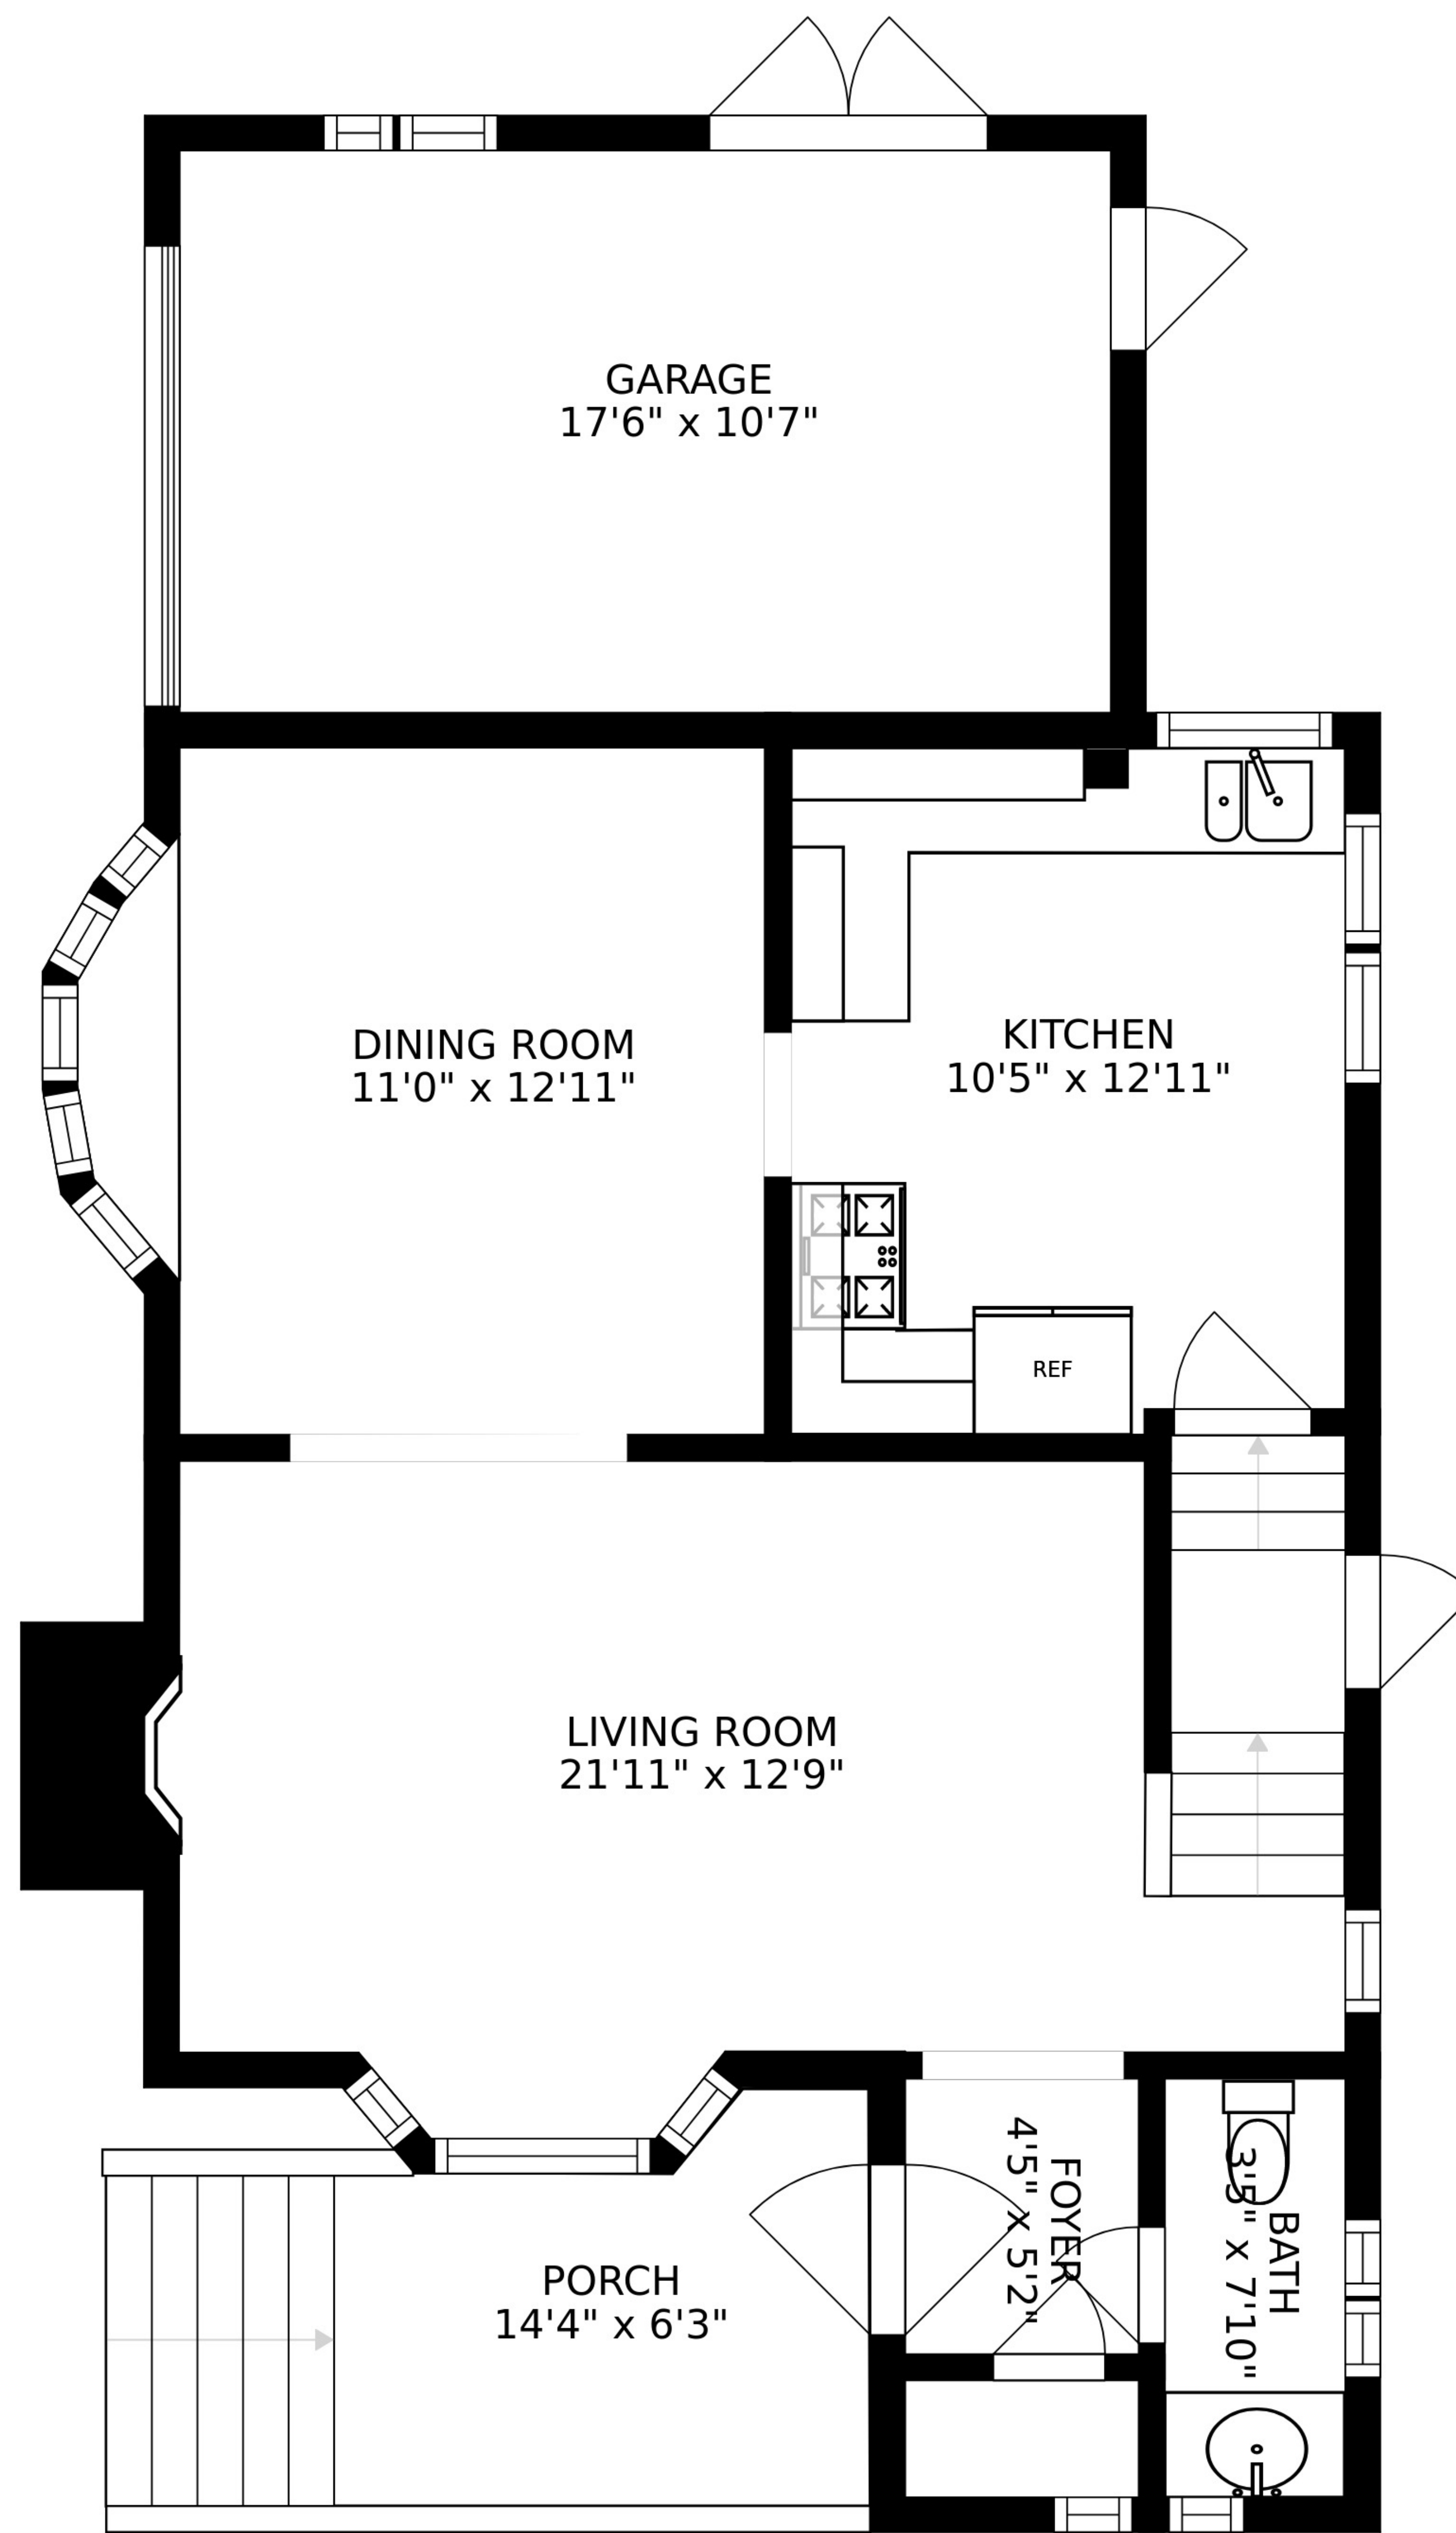 GARAGE
17'6" x 10'7"
DINING ROOM
11'0" x 12'11"
KITCHEN
10'5" x 12'11"
REF
LIVING ROOM
21'11" x 12'9"
PORCH
14'4" x 6'3"
FOYER
4'5" x 5'2"
BATH
3'5" x 7'10"